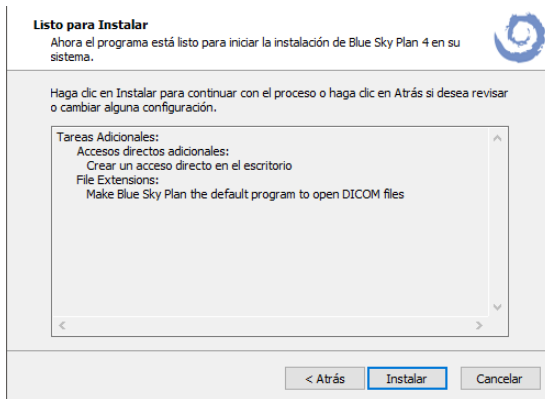 Listo para Instalar
Ahora el programa está listo para iniciar la instalación de Blue Sky Plan 4 en su
sistema.
Haga clic en Instalar para continuar con el proceso o haga clic en Atrás si desea revisar
o cambiar alguna configuración.
Tareas Adicionales:
Accesos directos adicionales:
Crear un acceso directo en el escritorio
File Extensions:
Make Blue Sky Plan the default program to open DICOM files
< Atrás
Instalar
Cancelar